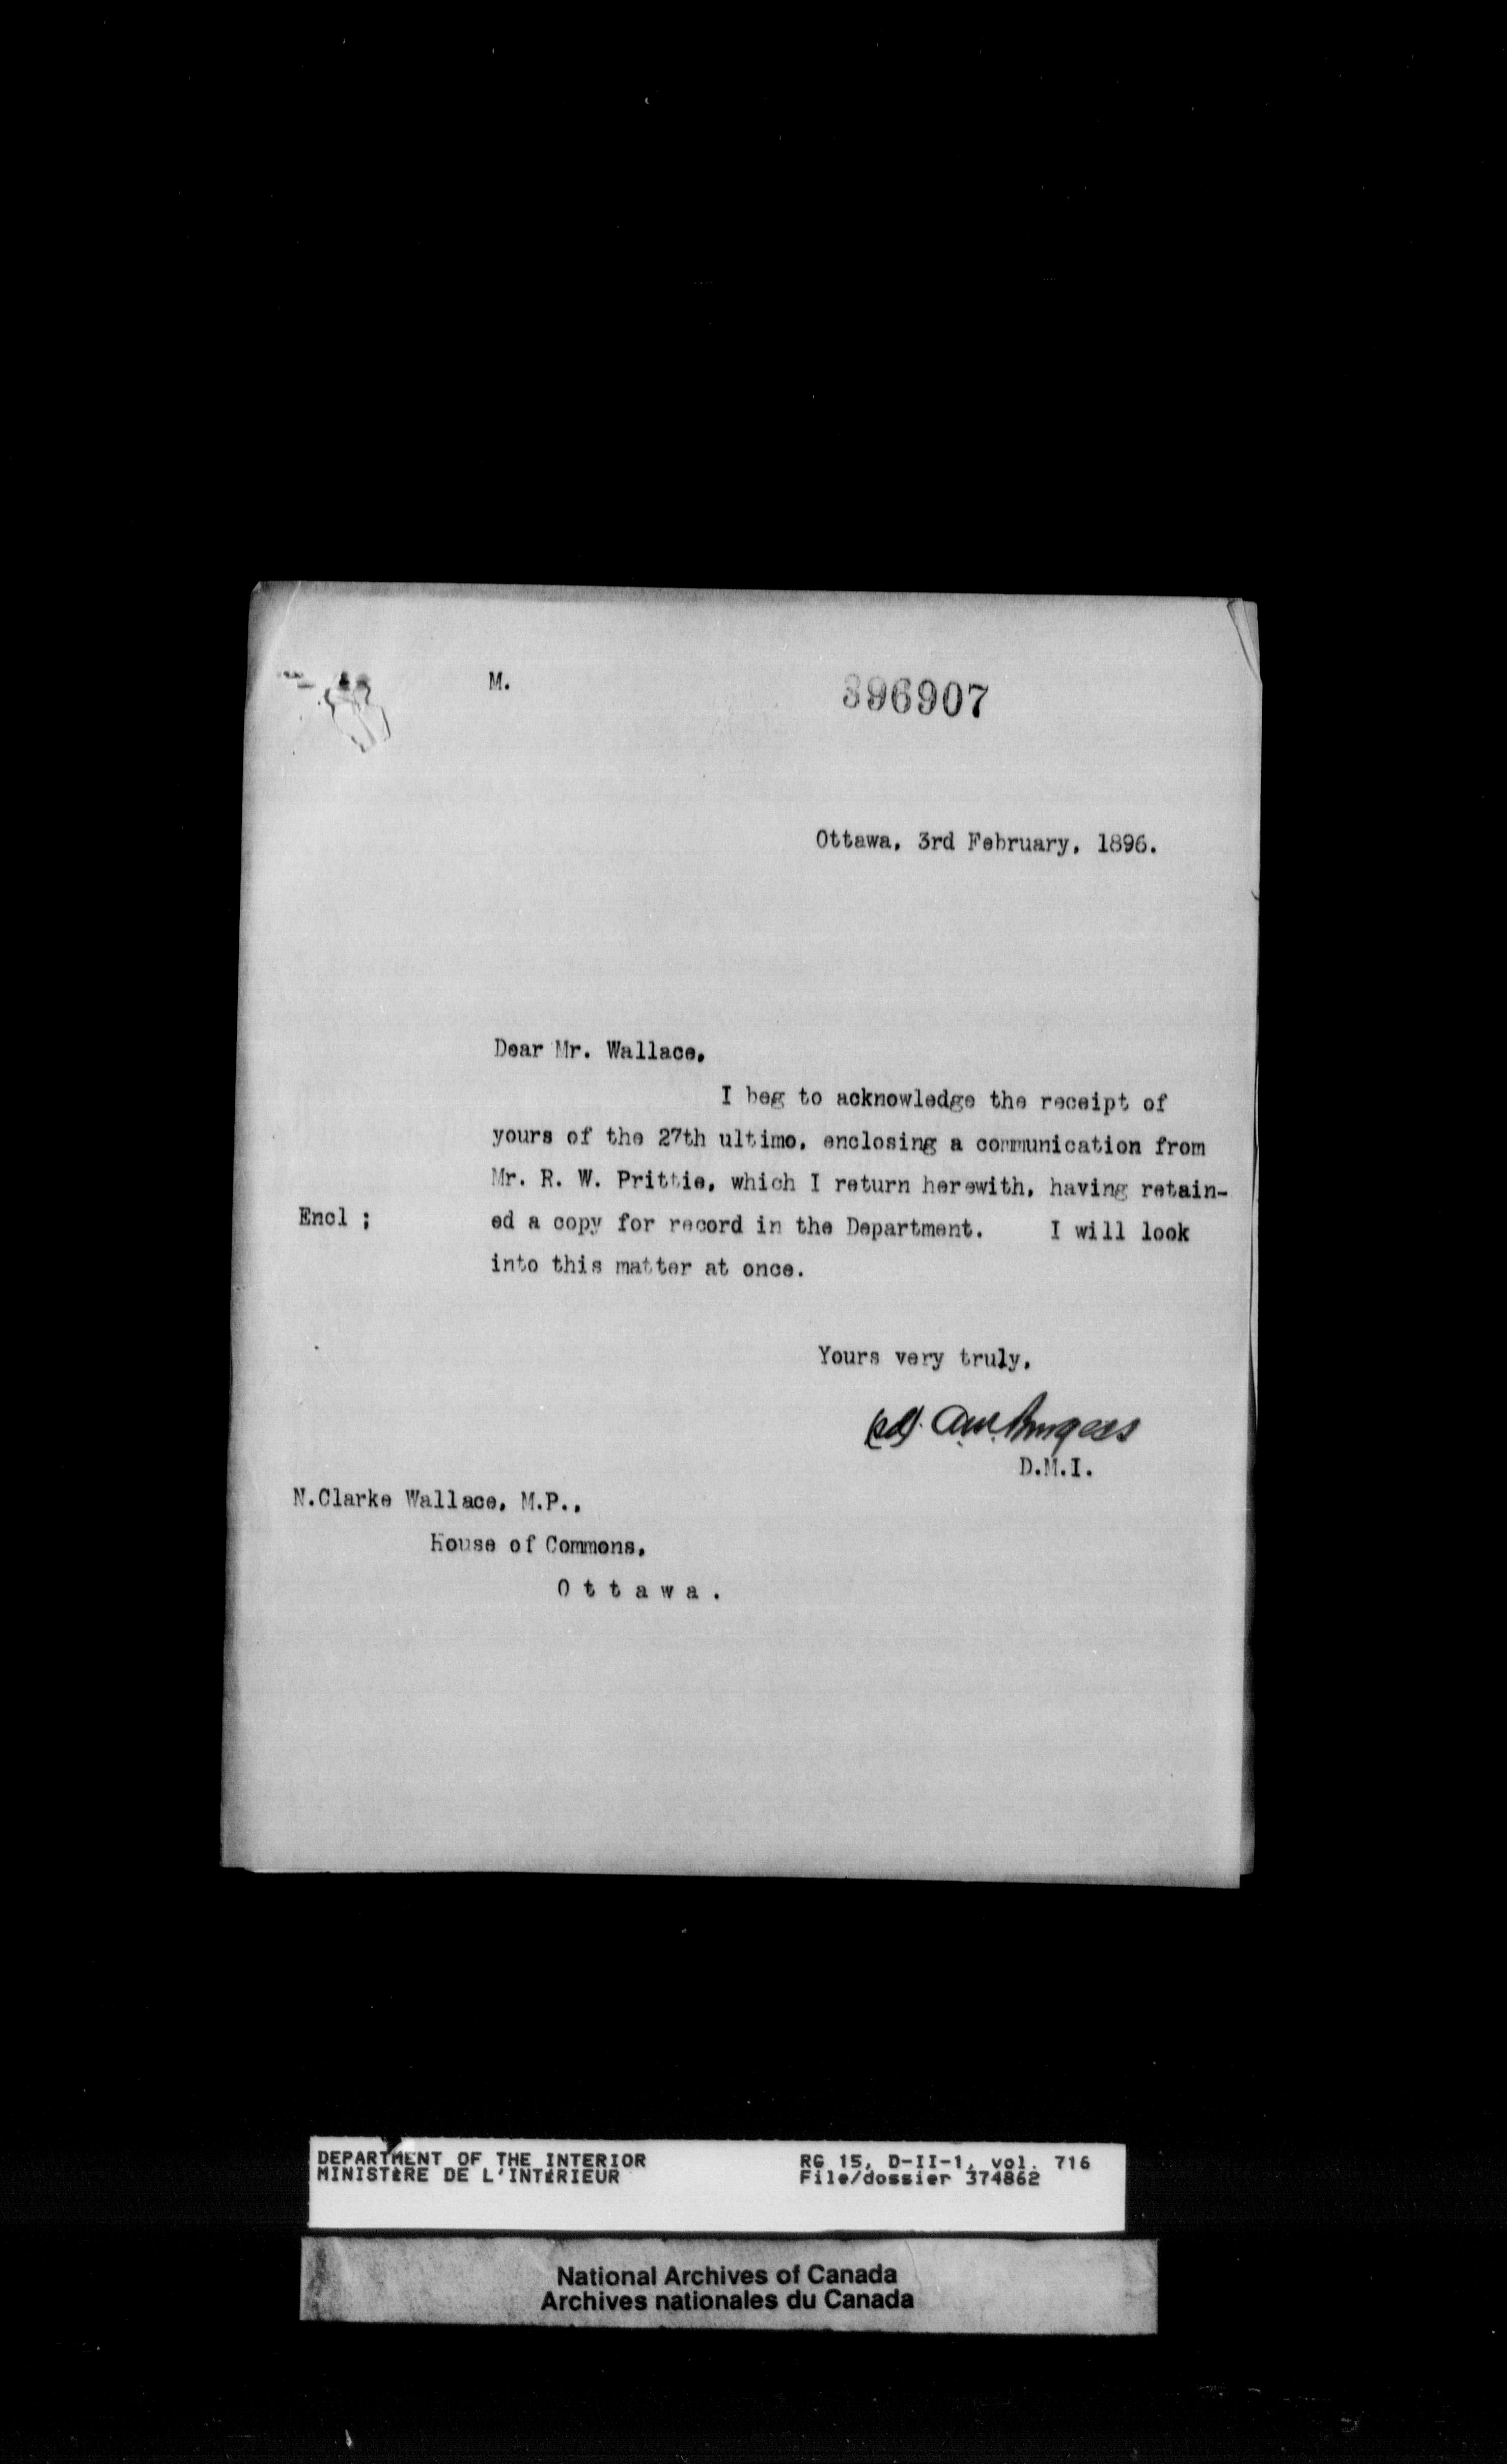 M.
396907
Ottawa, 3rd February, 1896.
Dear Mr. Wallace,
I beg to acknowledge the receipt of
yours of the 27th ultimo, enclosing a communication from
Mr. R. W. Prittie, which I return herewith, having retain-
Encl ; ed a copy for record in the Department. I will look
into this matter at once.
Yours very truly,
(sd). A.M. Burgess
D.M.I.
N.Clarke Wallace, M.P.,
House of Commons,
Ottawa.
DEPARTMENT OF THE INTERIOR
MINISTÈRE DE L'INTÉRIEUR
RG 15, D-II-1, vol. 716
File/dossier 374862
National Archives of Canada
Archives nationales du Canada